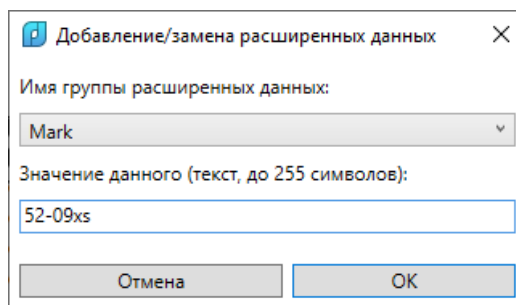 Добавление/замена расширенных данных
Имя группы расширенных данных:
Mark
Значение данного (текст, до 255 символов):
52-09xs
Отмена
OK